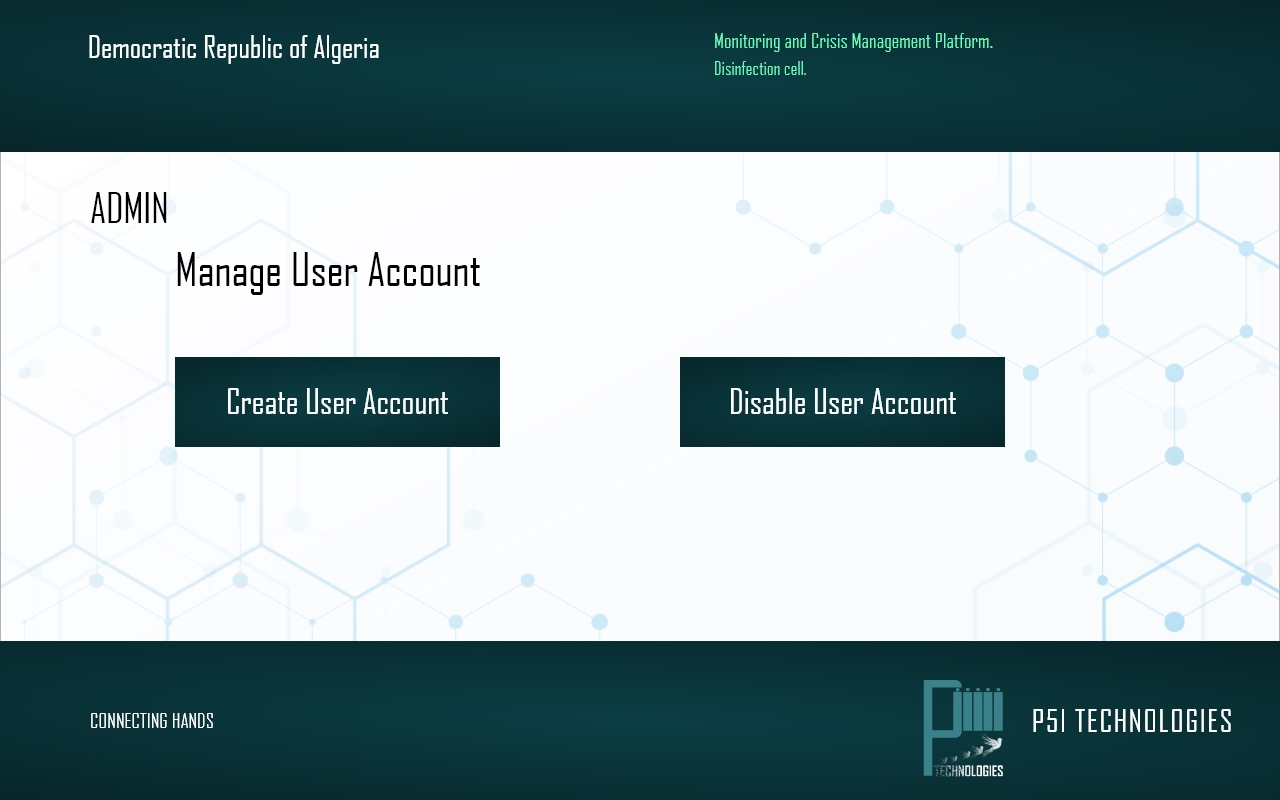 Democratic Republic of Algeria
Monitoring and Crisis Management Platform.
Disinfection cell.
ADMIN
Manage User Account
Create User Account
Disable User Account
CONNECTING HANDS
TECHNOLOGIES
P5I TECHNOLOGIES